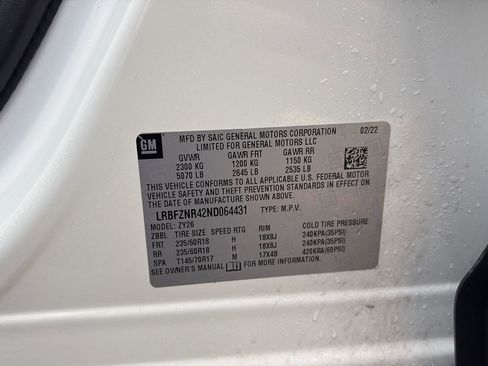 GM
MFD BY SAIC GENERAL MOTORS CORPORATION 02/22
LIMITED FOR GENERAL MOTORS LLC
GVWR GAWR FRT GAWR RR
2300 KG 1200 KG 1150 KG
5070 LB 2645 LB 2535 LB
THIS VEHICLE CONFORMS TO ALL APPLICABLE U.S. FEDERAL
MOTOR VEHICLE SAFETY AND THEFT PREVENTION STANDARDS IN EFFECT ON
THE DATE OF MANUFACTURE SHOWN ABOVE.
LRBFZNR42ND064431 TYPE: M.P.V.
MODEL: ZY26
ZBBL TIRE SIZE SPEED RTG RIM COLD TIRE PRESSURE
FRT 235/60R18 H 18X8J 240KPA(35PSI)
RR 235/60R18 H 18X8J 240KPA(35PSI)
SPA T145/70R17 M 17X4B 420KPA(60PSI)
SEE OWNER'S MANUAL FOR MORE INFORMATION.